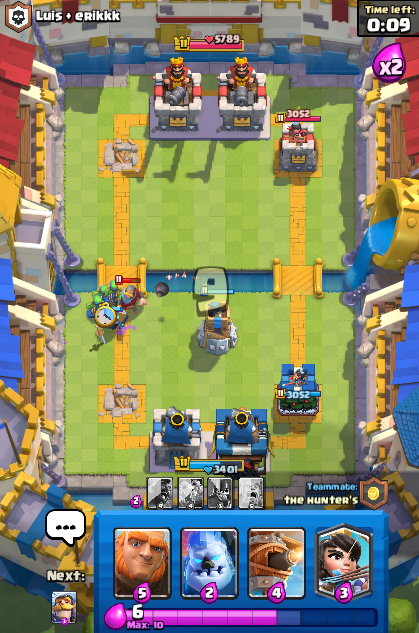 Luis + erikkk
Time left:
0:09
5789
x2
3052
3052
3401
Teammate:
THE HUNTER'S
2
...
Next:
5
2
4
3
6
Max: 10